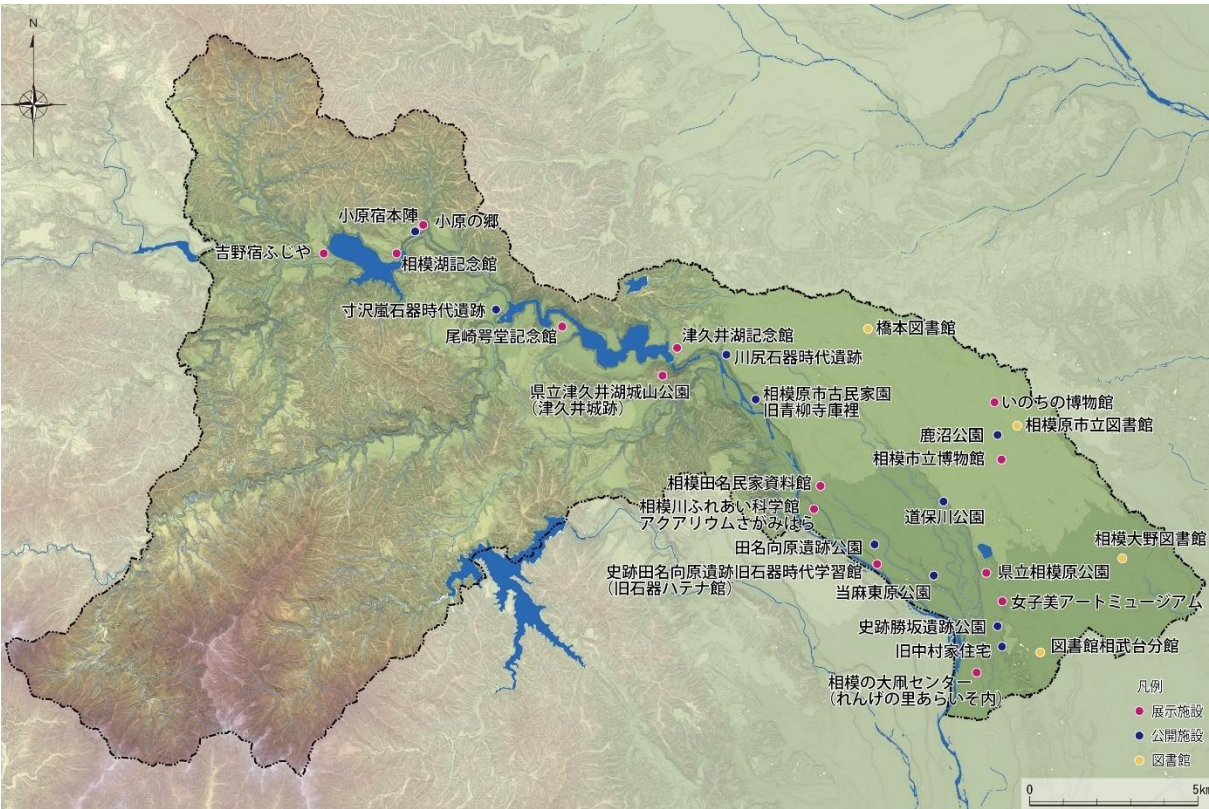 N
小原宿本陣
小原の郷
吉野宿ふじや
相模湖記念館
寸沢嵐石器時代遺跡
尾崎咢堂記念館
津久井湖記念館
川尻石器時代遺跡
橋本図書館
県立津久井湖城山公園
（津久井城跡）
相模原市古民家園
旧青柳寺庫裡
いのちの博物館
相模原市立図書館
鹿沼公園
相模市立博物館
相模田名民家資料館
相模川ふれあい科学館
アクアリウムさがみはら
道保川公園
田名向原遺跡公園
相模大野図書館
史跡田名向原遺跡旧石器時代学習館
（旧石器ハテナ館）
県立相模原公園
当麻東原公園
女子美アートミュージアム
史跡勝坂遺跡公園
旧中村家住宅
図書館相武台分館
相模の大凧センター
（れんげの里あらいそ内）
凡例
展示施設
公開施設
図書館
0
5km